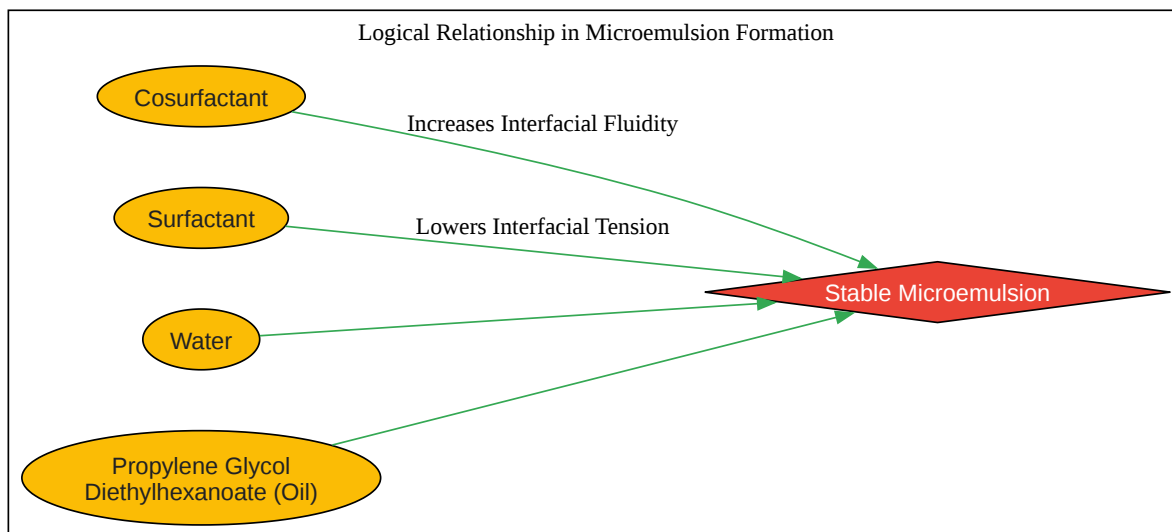 Logical Relationship in Microemulsion Formation
Cosurfactant
Increases Interfacial Fluidity
Surfactant
Lowers Interfacial Tension
Stable Microemulsion
Water
Propylene Glycol
Diethylhexanoate (Oil)